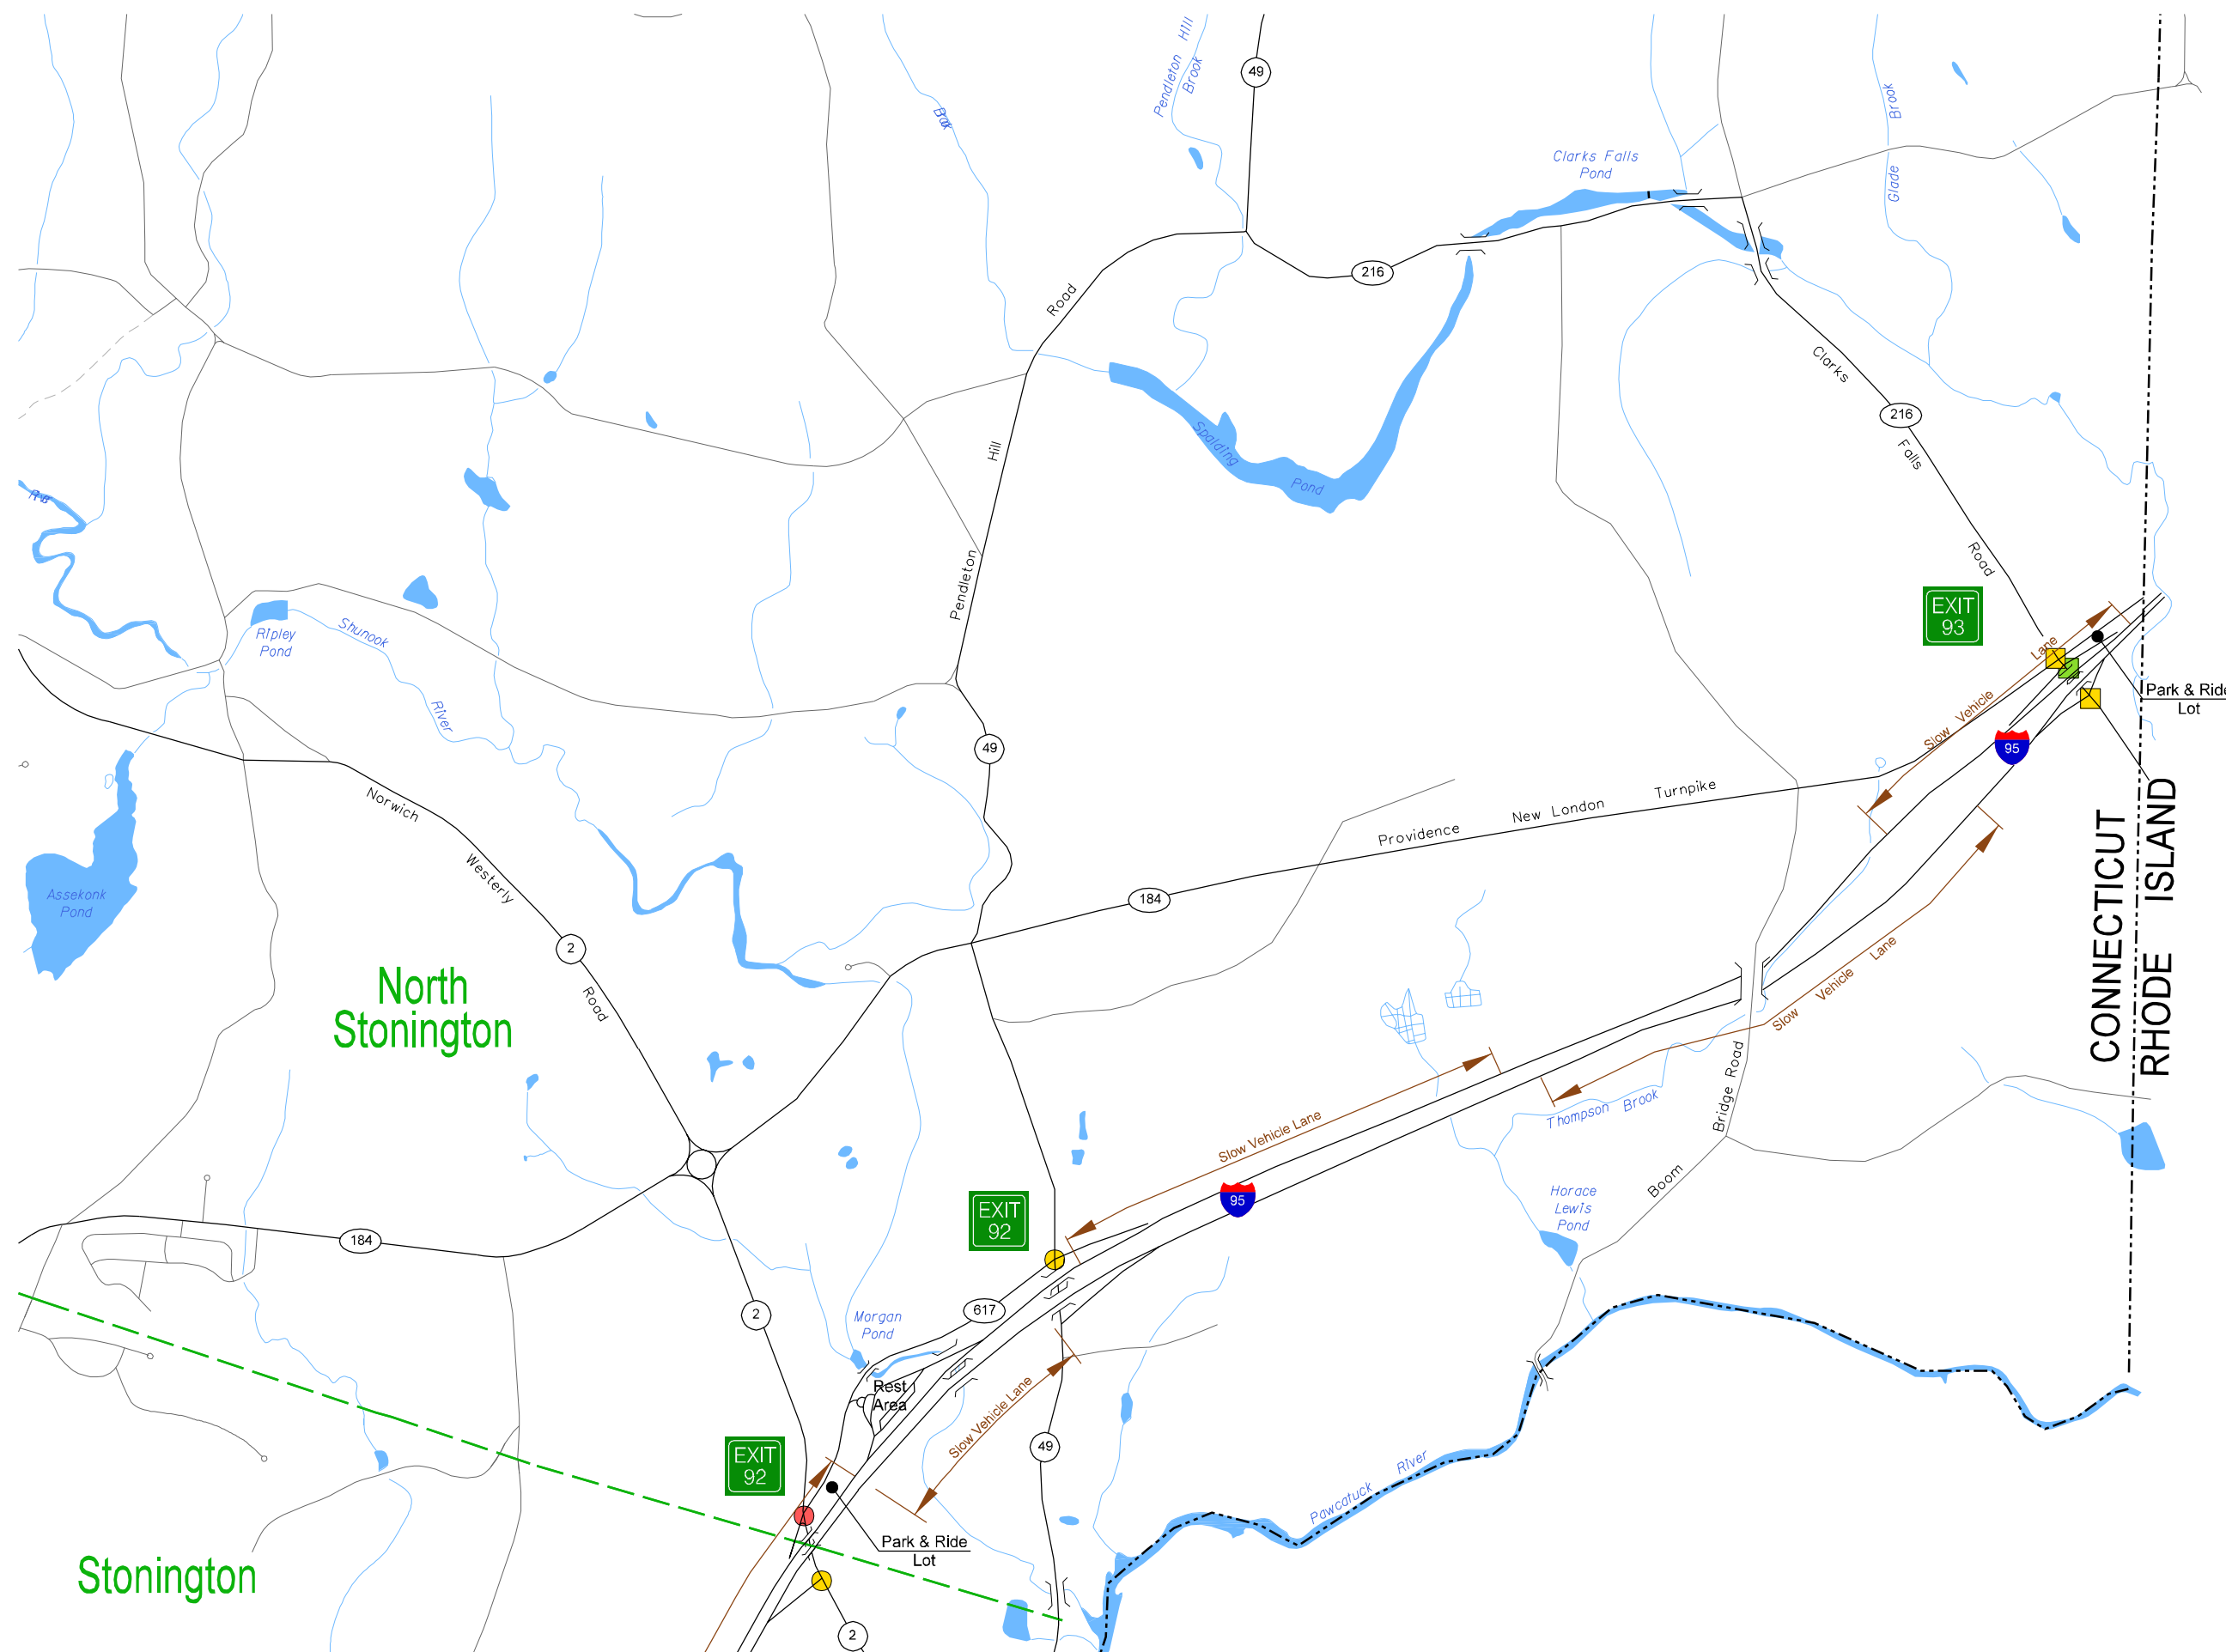 Pendleton Hill
Brook
49
Brook
Glade
Clarks Falls
Pond
216
Road
Clarks
216
Falls
Road
Hill
Pendleton
Spalding
Pond
EXIT
93
Ripley
Pond
Shunook
River
Lane
Vehicle
Slow
Park & Ride
Lot
95
49
Norwich
Westerly
Road
2
Providence New London Turnpike
184
Assekonk
Pond
North
Stonington
CONNECTICUT
RHODE ISLAND
Slow Vehicle Lane
Bridge Road
Boom
Thompson Brook
Slow Vehicle Lane
95
Horace
Lewis
Pond
EXIT
92
184
2
617
Morgan
Pond
Rest
Area
Slow Vehicle Lane
49
EXIT
92
Park & Ride
Lot
Pawcatuck River
Stonington
2